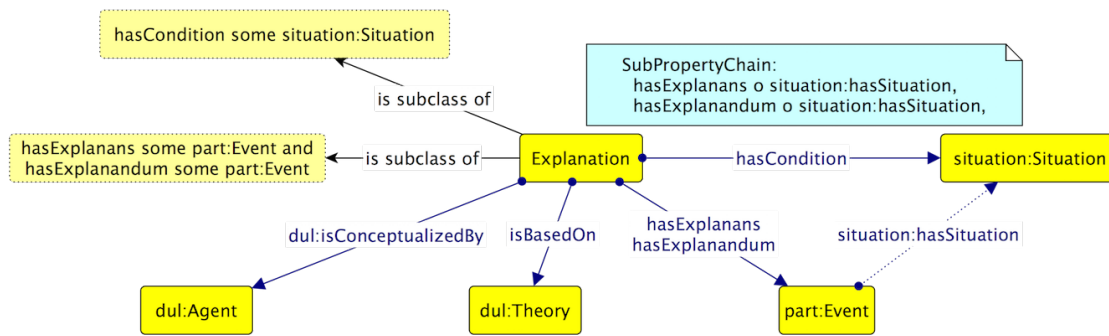 hasCondition some situation:Situation
SubPropertyChain:
hasExplanans o situation:hasSituation,
hasExplanandum o situation:hasSituation,
is subclass of
hasExplanans some part:Event and
hasExplanandum some part:Event
is subclass of
Explanation
hasCondition
situation:Situation
dul:isConceptualizedBy
isBasedOn
hasExplanans
hasExplanandum
situation:hasSituation
dul:Agent
dul:Theory
part:Event